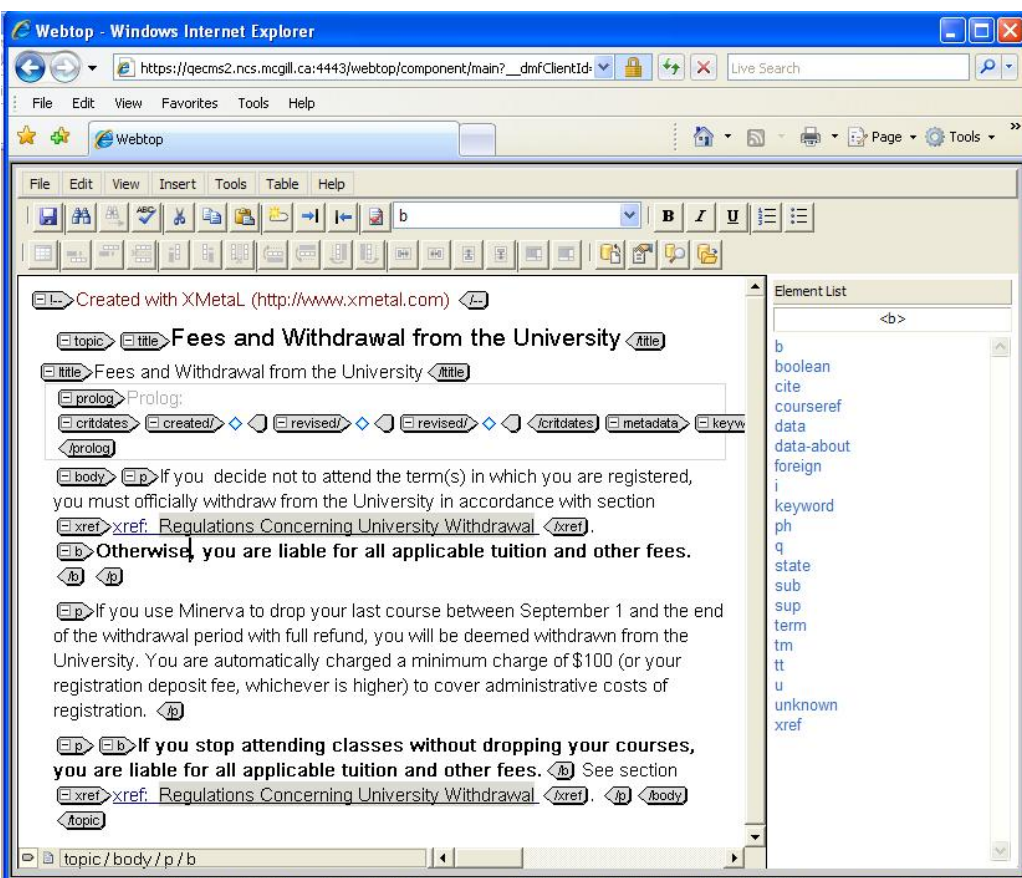 Webtop - Windows Internet Explorer
https://qecms2.ncs.mcgill.ca:4443/webtop/component/main?__dmfClientId=
Live Search
File Edit View Favorites Tools Help
Webtop
Page Tools
File Edit View Insert Tools Table Help
ABC b B I U
!-- Created with XMetaL (http://www.xmetal.com) /--
topic title Fees and Withdrawal from the University /title
ttitle Fees and Withdrawal from the University /ttitle
prolog Prolog:
critdates created/ revised/ revised/ /critdates metadata keyw
/prolog
body p If you decide not to attend the term(s) in which you are registered,
you must officially withdraw from the University in accordance with section
xref xref: Regulations Concerning University Withdrawal /xref .
b Otherwise, you are liable for all applicable tuition and other fees.
/b /p
p If you use Minerva to drop your last course between September 1 and the end
of the withdrawal period with full refund, you will be deemed withdrawn from the
University. You are automatically charged a minimum charge of $100 (or your
registration deposit fee, whichever is higher) to cover administrative costs of
registration. /p
p b If you stop attending classes without dropping your courses,
you are liable for all applicable tuition and other fees. /b See section
xref xref: Regulations Concerning University Withdrawal /xref . /p /body
/topic
topic / body / p / b
Element List
<b>
b
boolean
cite
courseref
data
data-about
foreign
i
keyword
ph
q
state
sub
sup
term
tm
tt
u
unknown
xref